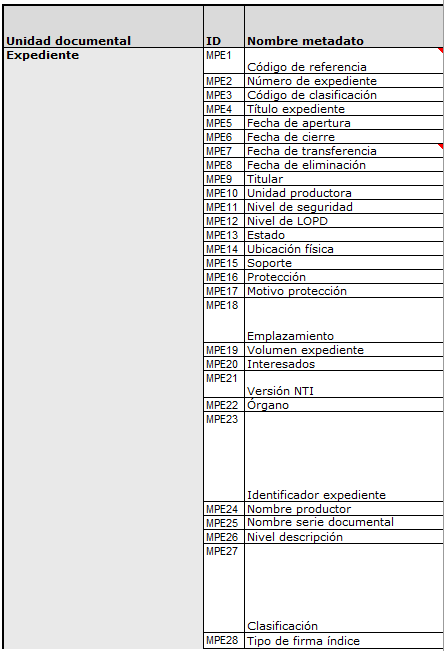 Unidad documental ID Nombre metadato
Expediente MPE1 Código de referencia
MPE2 Número de expediente
MPE3 Código de clasificación
MPE4 Título expediente
MPE5 Fecha de apertura
MPE6 Fecha de cierre
MPE7 Fecha de transferencia
MPE8 Fecha de eliminación
MPE9 Titular
MPE10 Unidad productora
MPE11 Nivel de seguridad
MPE12 Nivel de LOPD
MPE13 Estado
MPE14 Ubicación física
MPE15 Soporte
MPE16 Protección
MPE17 Motivo protección
MPE18 Emplazamiento
MPE19 Volumen expediente
MPE20 Interesados
MPE21 Versión NTI
MPE22 Órgano
MPE23 Identificador expediente
MPE24 Nombre productor
MPE25 Nombre serie documental
MPE26 Nivel descripción
MPE27 Clasificación
MPE28 Tipo de firma índice